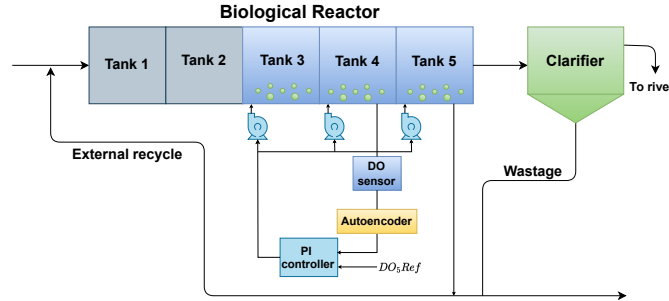 Biological Reactor
Tank 1
Tank 2
Tank 3
Tank 4
Tank 5
Clarifier
To rive
External recycle
DO
sensor
Wastage
Autoencoder
PI
controller
DO₅Ref